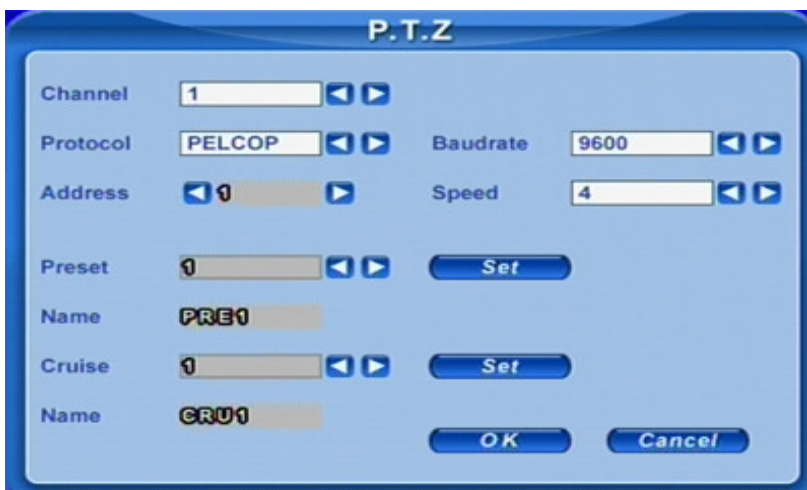 P.T.Z
Channel 1
Protocol PELCOP Baudrate 9600
Address 1 Speed 4
Preset 1 Set
Name PRE1
Cruise 1 Set
Name CRU1
OK Cancel